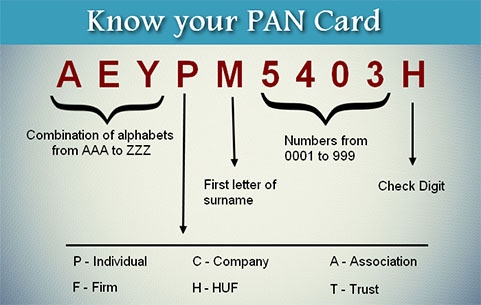 Know your PAN Card
A E Y P M 5 4 0 3 H
Combination of alphabets
from AAA to ZZZ
Numbers from
0001 to 999
First letter of
surname
Check Digit
P - Individual C - Company A - Association
F - Firm H - HUF T - Trust